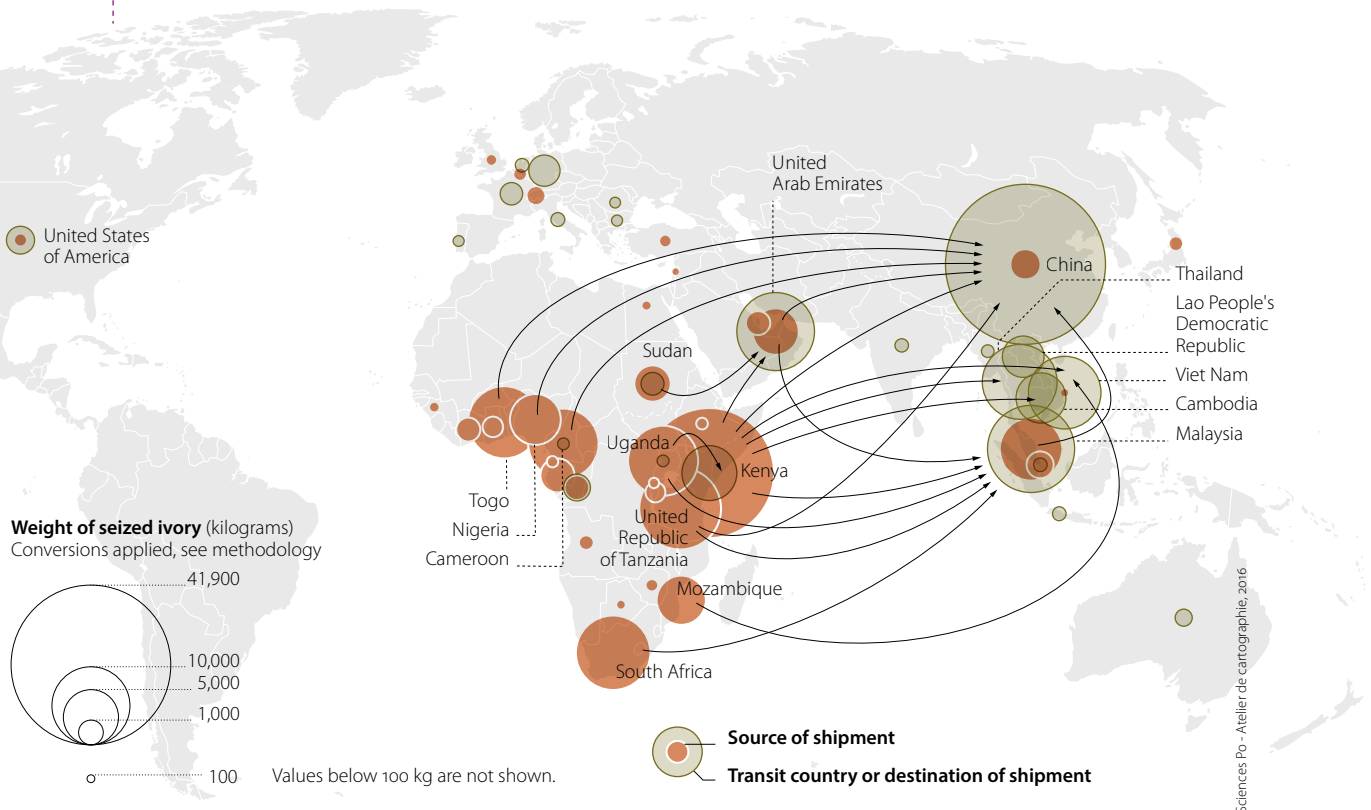 United
Arab Emirates
United States
of America
China
Thailand
Lao People's
Democratic
Republic
Viet Nam
Cambodia
Malaysia
Sudan
Uganda
Kenya
Togo
Nigeria
Cameroon
United
Republic
of Tanzania
Mozambique
South Africa
Weight of seized ivory (kilograms)
Conversions applied, see methodology
41,900
10,000
5,000
1,000
100
Values below 100 kg are not shown.
Source of shipment
Transit country or destination of shipment
Sciences Po - Atelier de cartographie, 2016